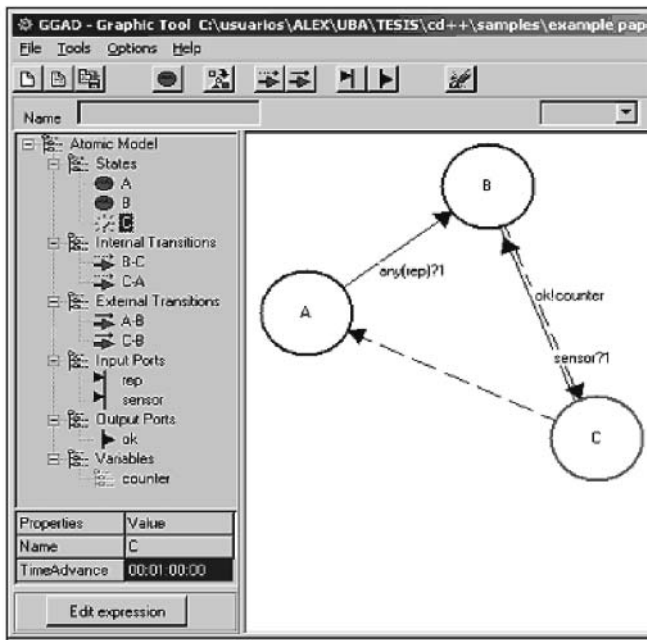 GGAD - Graphic Tool C:\usuarios\ALEX\UBA\TESIS\cd++\samples\example pap
File Tools Options Help
Name
Atomic Model
States
A
B
C
Internal Transitions
B-C
C-A
External Transitions
A-B
C-B
Input Ports
rep
sensor
Output Ports
ok
Variables
counter
Properties Value
Name C
TimeAdvance 00:01:00:00
Edit expression
B
any(rep)?1
ok!counter
A
sensor?1
C